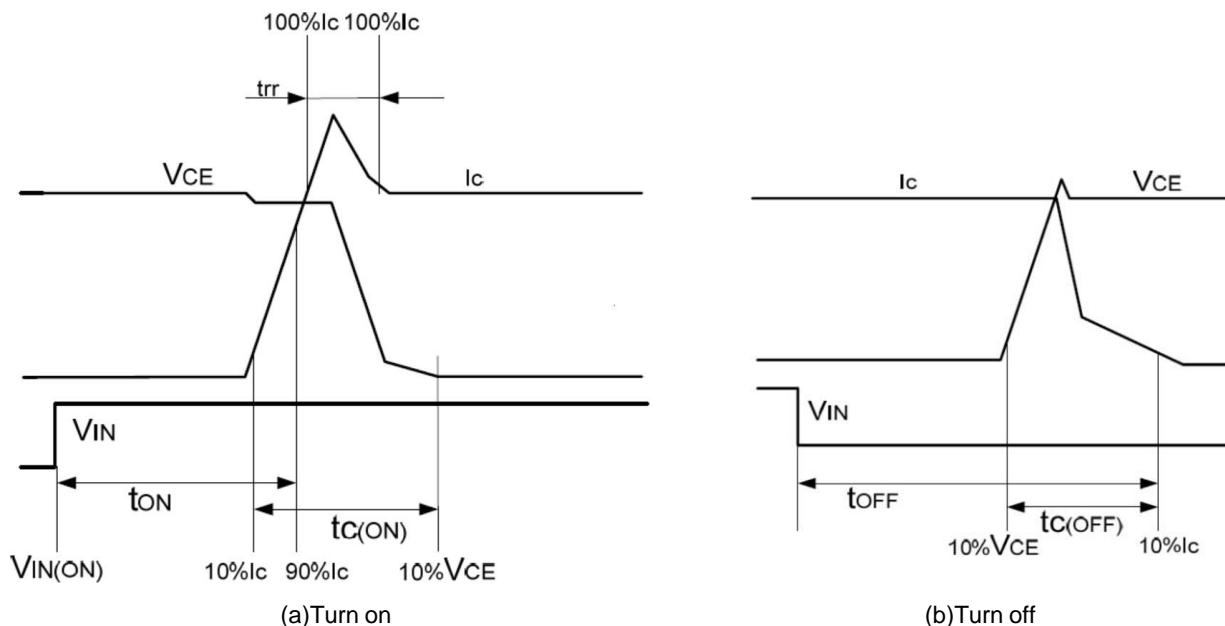 100%Ic 100%Ic
trr
VCE
Ic
VIN
tON
tC(ON)
VIN(ON)
10%Ic
90%Ic
10%VCE
(a)Turn on
Ic
VCE
VIN
tOFF
tC(OFF)
10%VCE
10%Ic
(b)Turn off